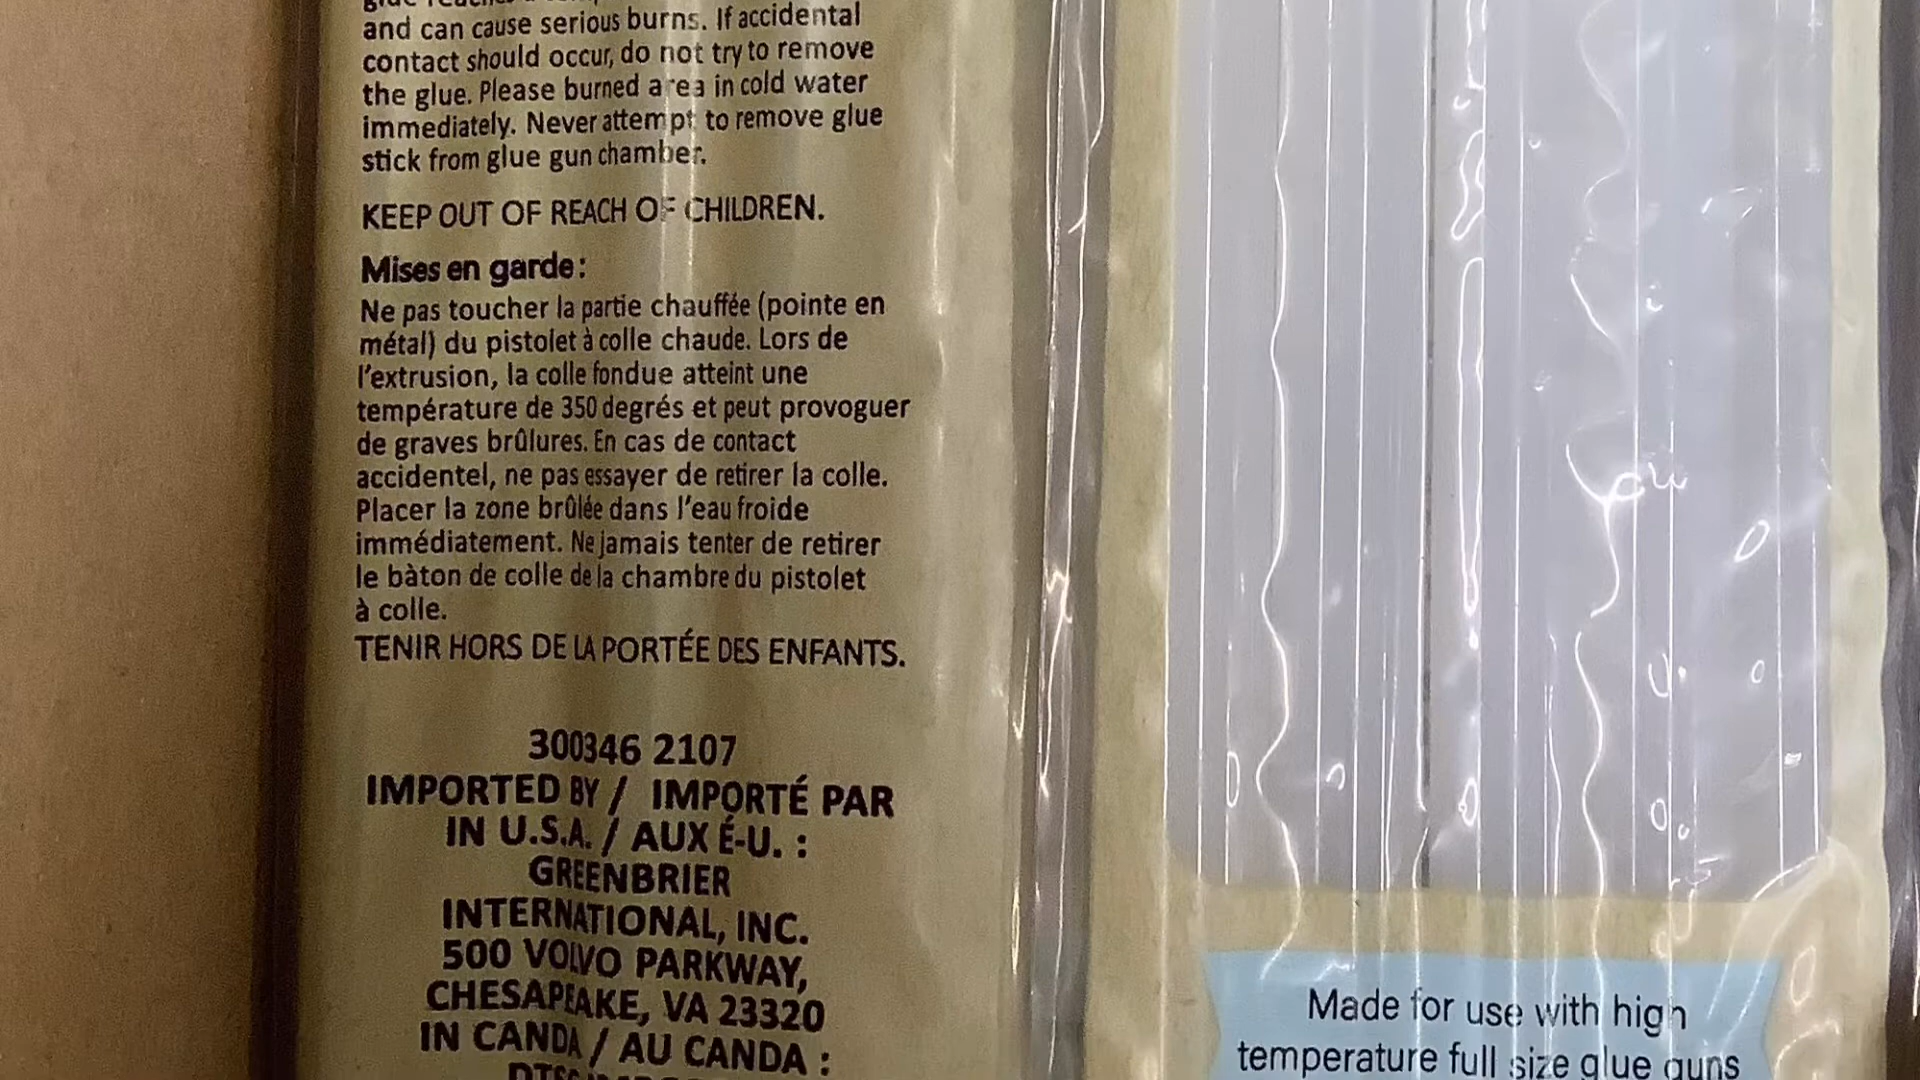 and can cause serious burns. If accidental
contact should occur, do not try to remove
the glue. Please burned area in cold water
immediately. Never attempt to remove glue
stick from glue gun chamber.
KEEP OUT OF REACH OF CHILDREN.
Mises en garde:
Ne pas toucher la partie chauffée (pointe en
métal) du pistolet à colle chaude. Lors de
l'extrusion, la colle fondue atteint une
température de 350 degrés et peut provoguer
de graves brûlures. En cas de contact
accidentel, ne pas essayer de retirer la colle.
Placer la zone brûlée dans l'eau froide
immédiatement. Ne jamais tenter de retirer
le bàton de colle de la chambre du pistolet
à colle.
TENIR HORS DE LA PORTÉE DES ENFANTS.
300346 2107
IMPORTED BY / IMPORTÉ PAR
IN U.S.A. / AUX É-U. :
GREENBRIER
INTERNATIONAL, INC.
500 VOLVO PARKWAY,
CHESAPEAKE, VA 23320
IN CANDA / AU CANDA :
Made for use with high
temperature full size glue guns